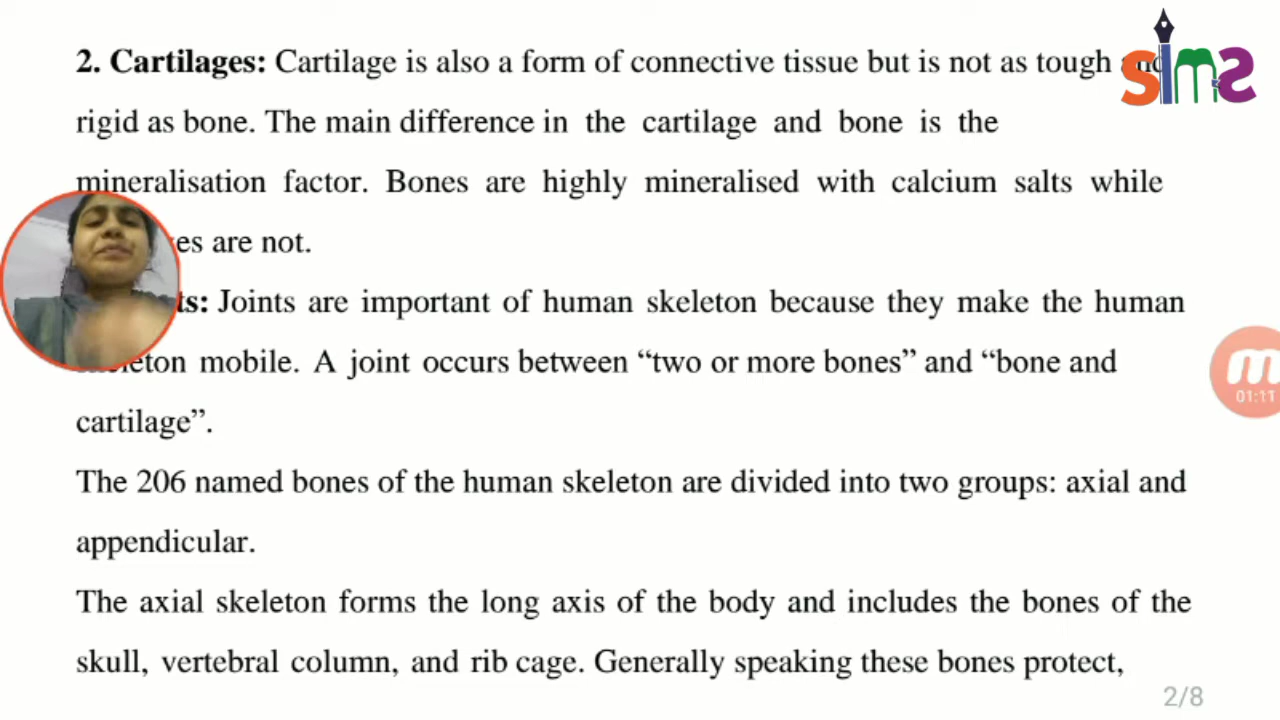 2. Cartilages: Cartilage is also a form of connective tissue but is not as tough
rigid as bone. The main difference in the cartilage and bone is the
mineralisation factor. Bones are highly mineralised with calcium salts while
are not.
Joints are important of human skeleton because they make the human
mobile. A joint occurs between “two or more bones” and “bone and
cartilage”.
The 206 named bones of the human skeleton are divided into two groups: axial and
appendicular.
The axial skeleton forms the long axis of the body and includes the bones of the
skull, vertebral column, and rib cage. Generally speaking these bones protect,
sims
m
01:11
2/8